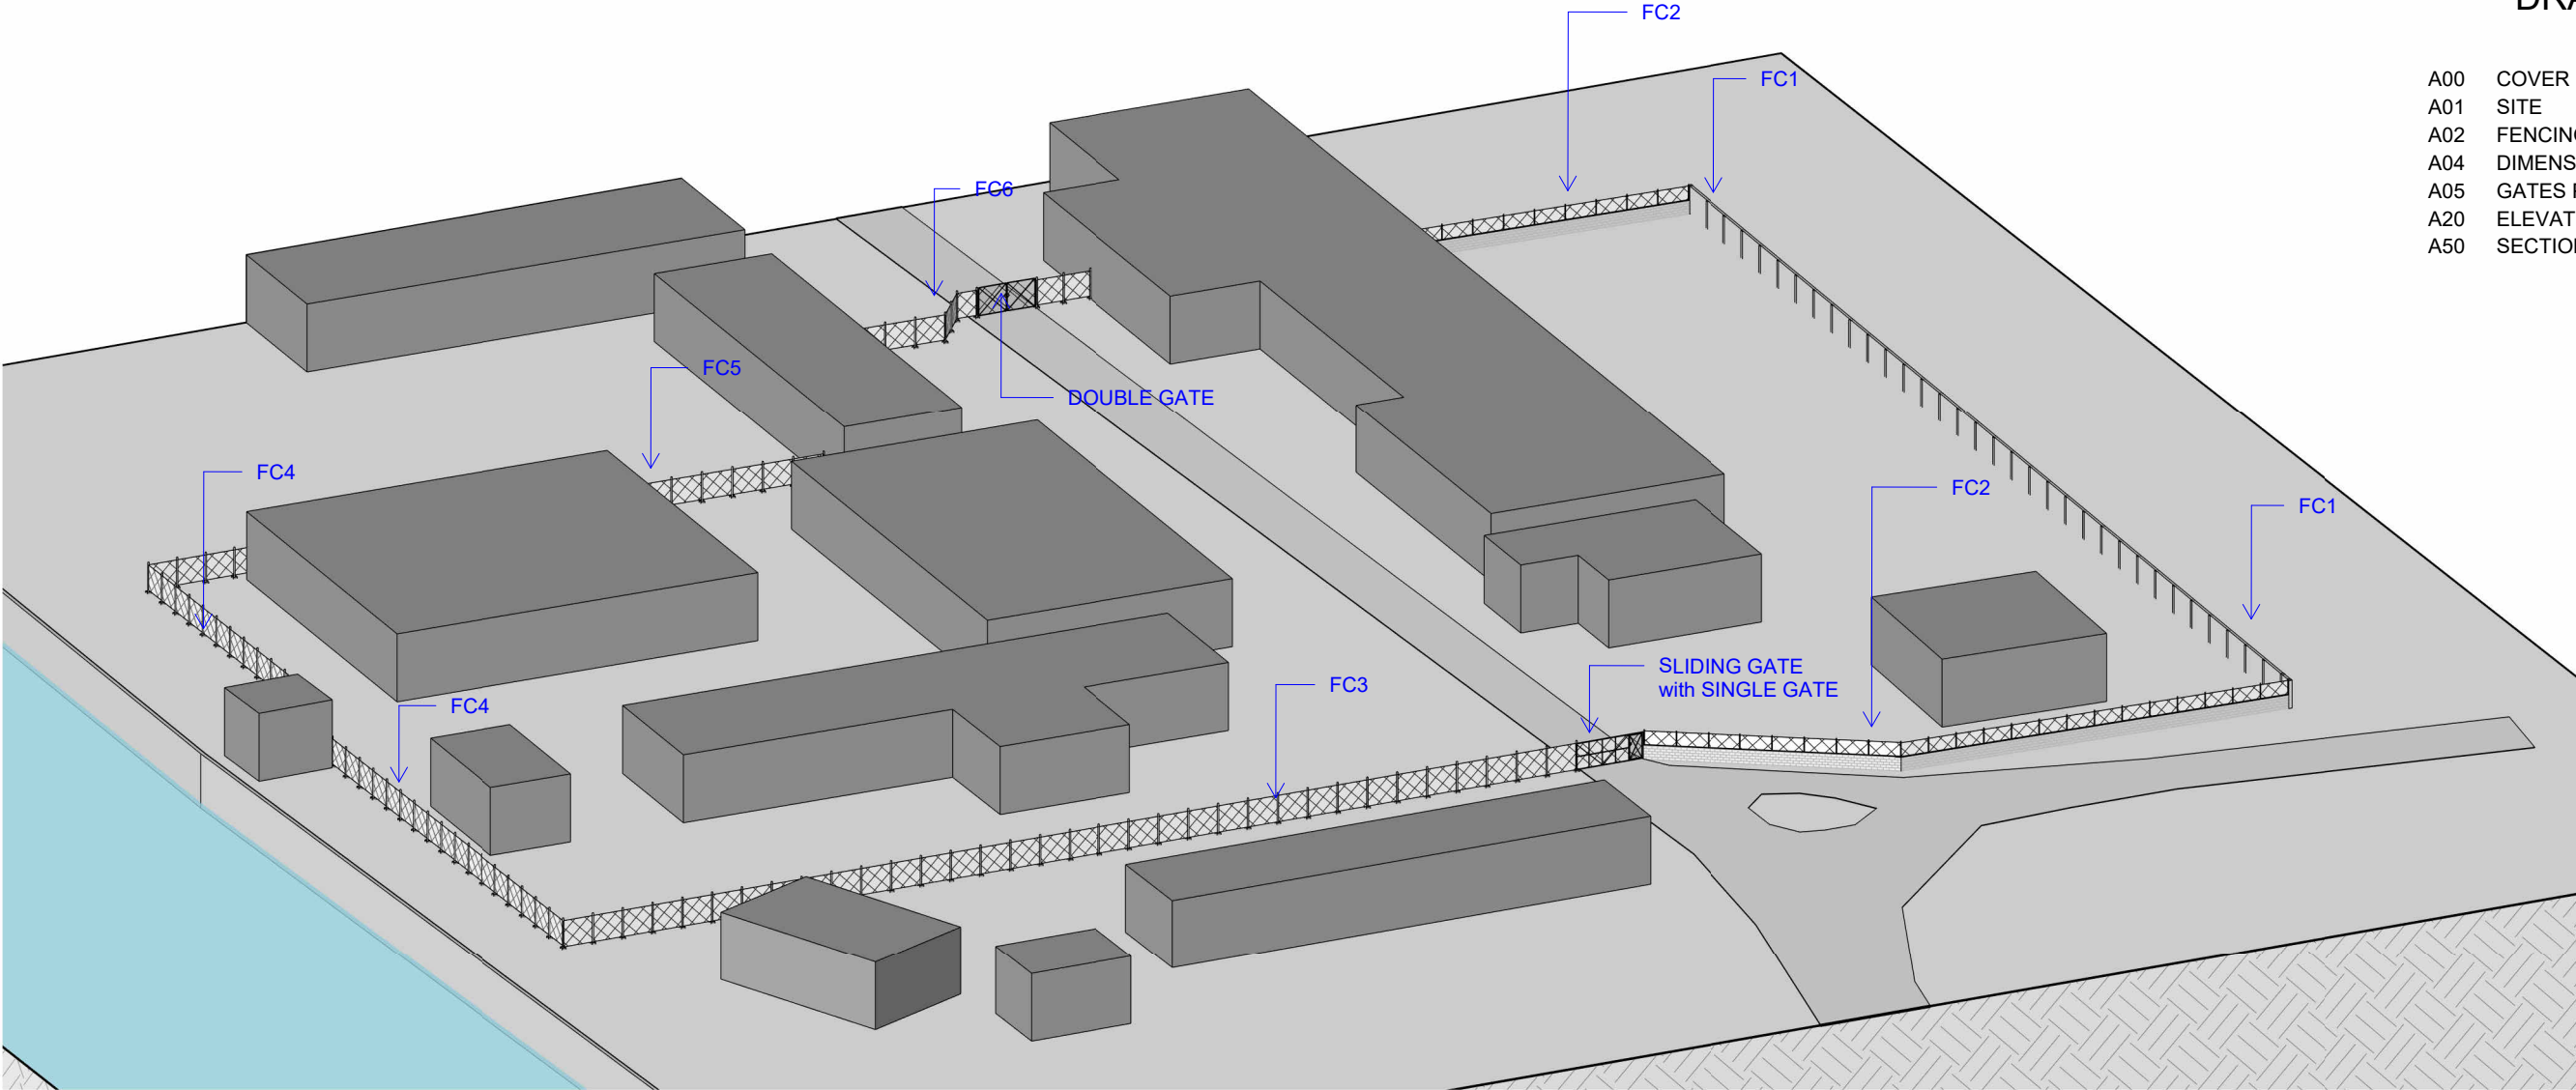 FC2
FC1
FC6
FC5
DOUBLE GATE
FC4
FC2
FC1
SLIDING GATE
with SINGLE GATE
FC3
FC4
A00 COVER
A01 SITE
A02
A04
A05 GATES
A20
A50